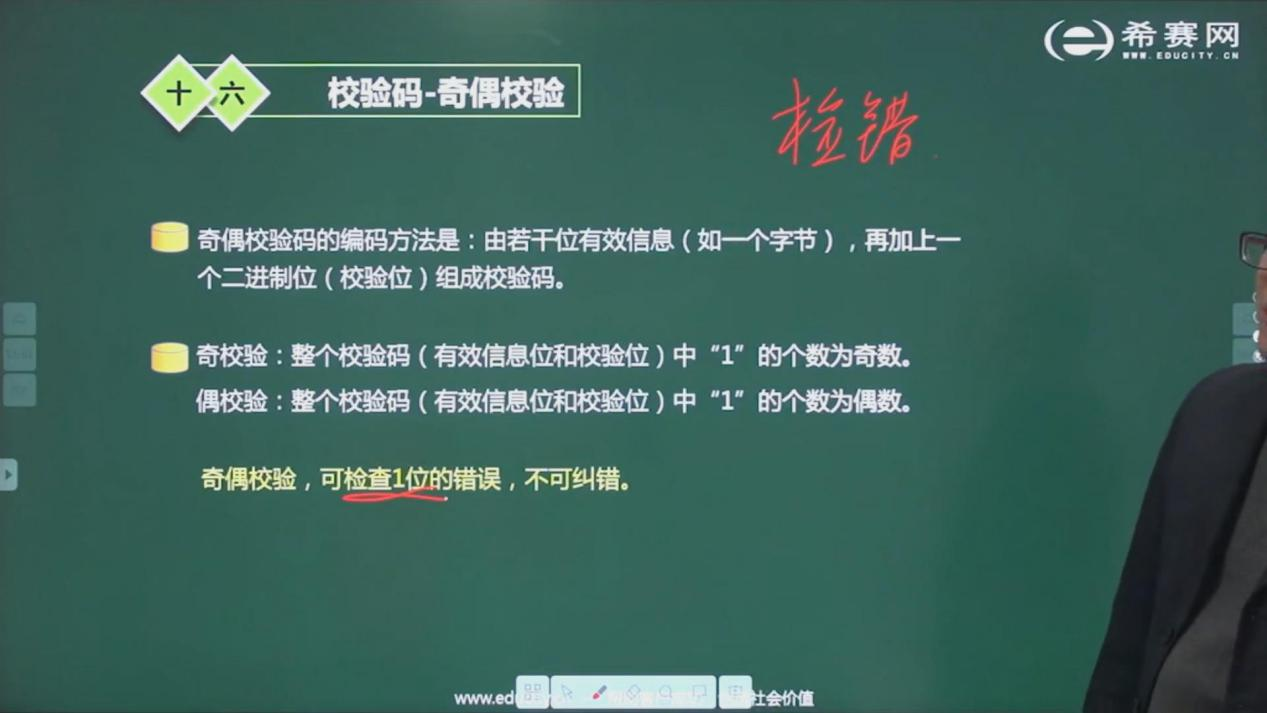 希赛网
WWW.EDUCITY.CN
十六
校验码-奇偶校验
检错
奇偶校验码的编码方法是：由若干位有效信息（如一个字节），再加上一
个二进制位（校验位）组成校验码。
奇校验：整个校验码（有效信息位和校验位）中“1”的个数为奇数。
偶校验：整个校验码（有效信息位和校验位）中“1”的个数为偶数。
奇偶校验，可检查1位的错误，不可纠错。
社会价值